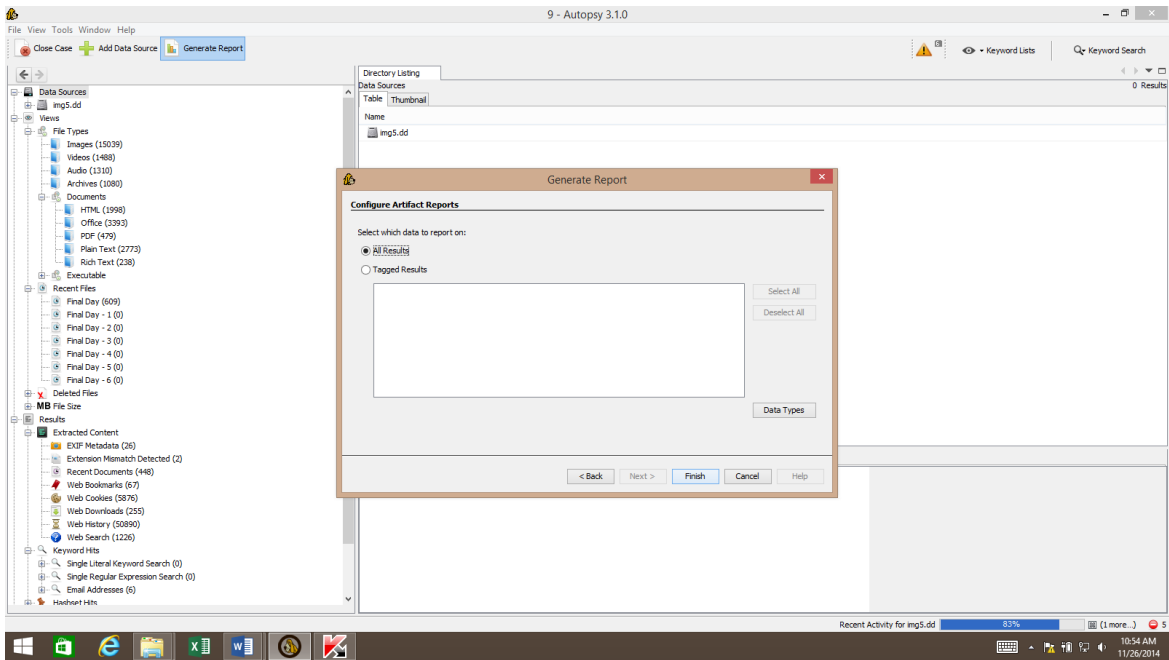 9 - Autopsy 3.1.0
File View Tools Window Help
Close Case Add Data Source Generate Report Keyword Lists Keyword Search
Data Sources
img5.dd
Views
File Types
Images (15039)
Videos (1488)
Audio (1310)
Archives (1080)
Documents
HTML (1998)
Office (3393)
PDF (479)
Plain Text (2773)
Rich Text (238)
Executable
Recent Files
Final Day (609)
Final Day - 1 (0)
Final Day - 2 (0)
Final Day - 3 (0)
Final Day - 4 (0)
Final Day - 5 (0)
Final Day - 6 (0)
Deleted Files
MB File Size
Results
Extracted Content
EXIF Metadata (26)
Extension Mismatch Detected (2)
Recent Documents (448)
Web Bookmarks (67)
Web Cookies (5876)
Web Downloads (255)
Web History (50890)
Web Search (1226)
Keyword Hits
Single Literal Keyword Search (0)
Single Regular Expression Search (0)
Email Addresses (6)
Hashset Hits
Directory Listing
Data Sources 0 Results
Table Thumbnail
Name
img5.dd
Generate Report
Configure Artifact Reports
Select which data to report on:
All Results
Tagged Results
Select All
Deselect All
Data Types
< Back Next > Finish Cancel Help
Recent Activity for img5.dd 83% (1 more...) 5
10:54 AM
11/26/2014